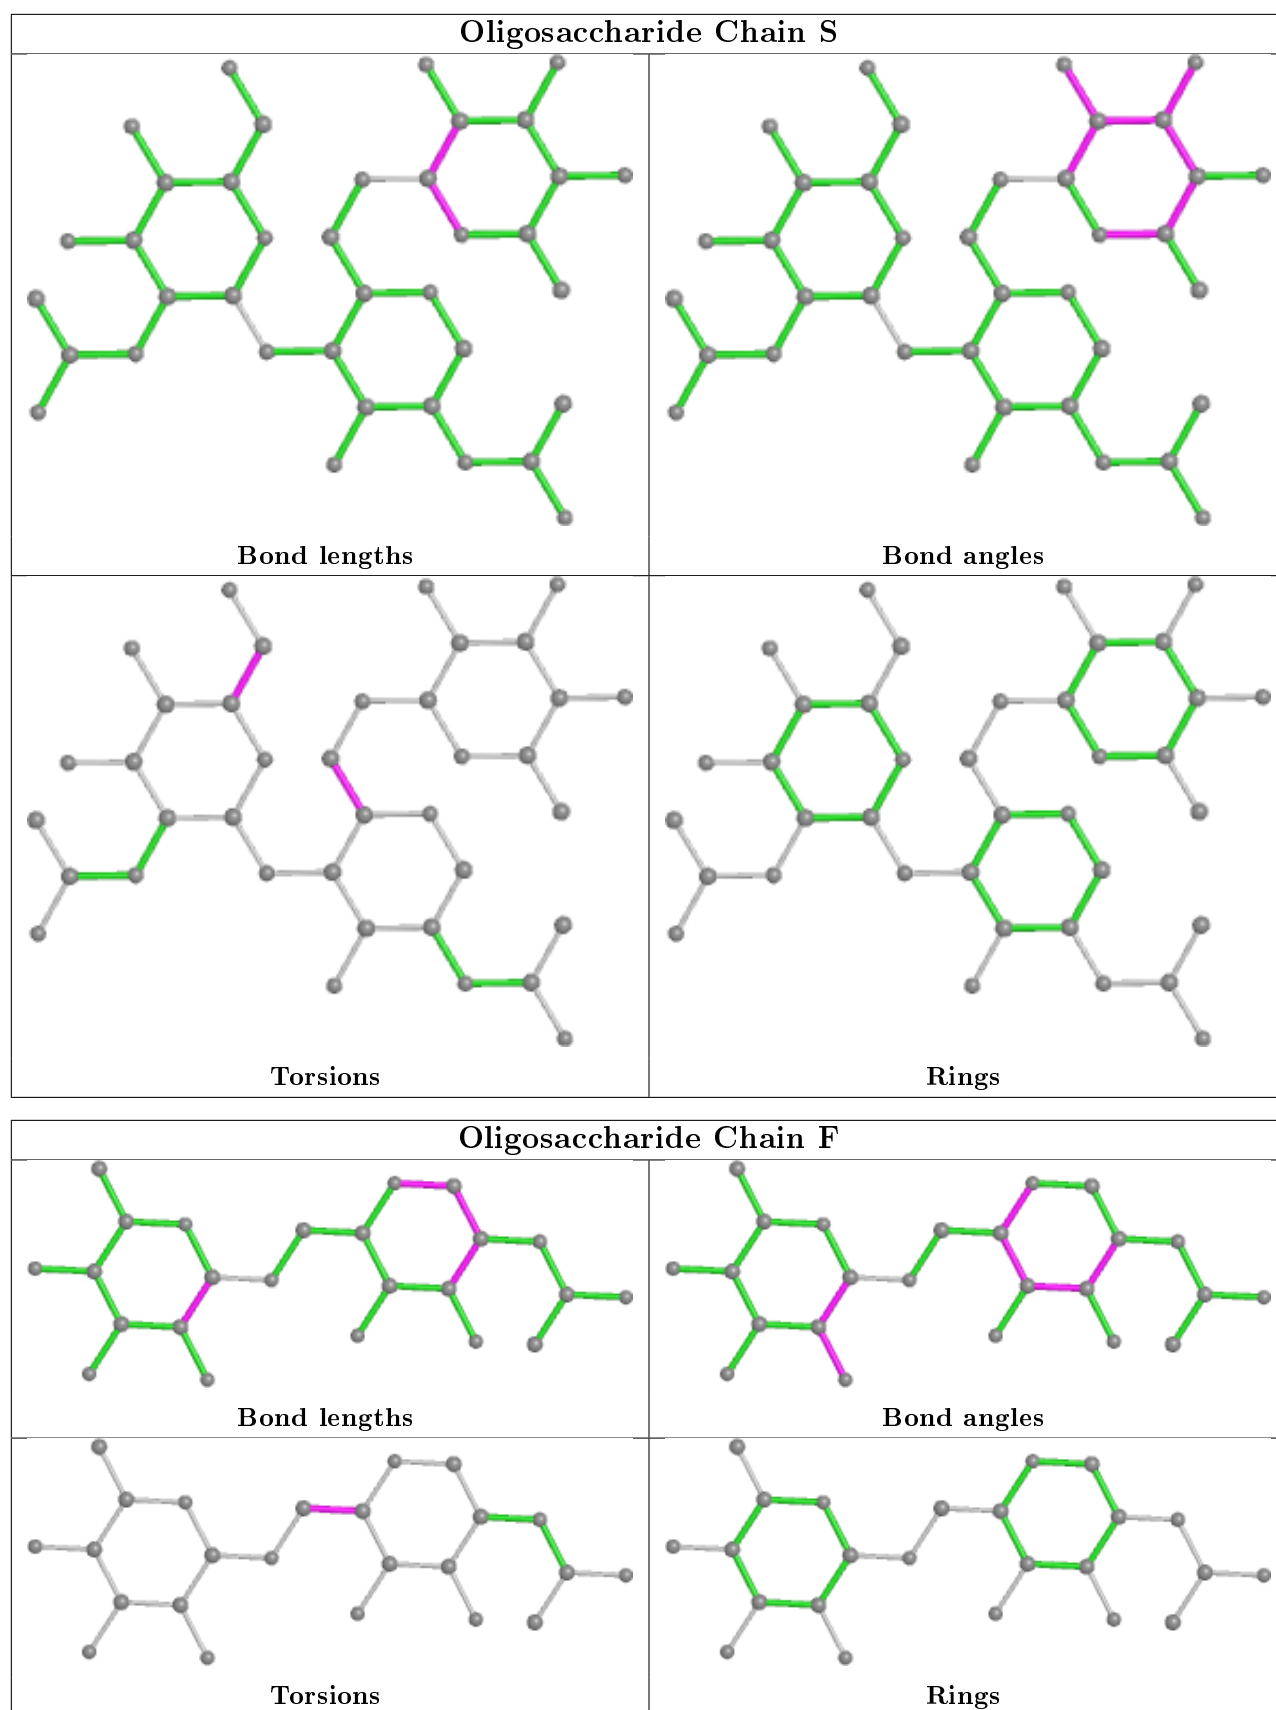 Oligosaccharide Chain S
Bond lengths
Bond angles
Torsions
Rings
Oligosaccharide Chain F
Bond lengths
Bond angles
Torsions
Rings